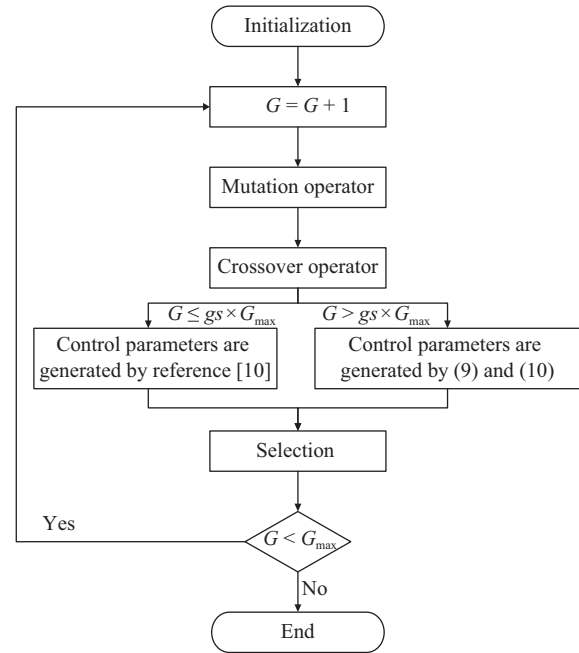 Initialization
G = G + 1
Mutation operator
Crossover operator
G ≤ gs × Gmax
G > gs × Gmax
Control parameters are
generated by reference [10]
Control parameters are
generated by (9) and (10)
Selection
Yes
G < Gmax
No
End